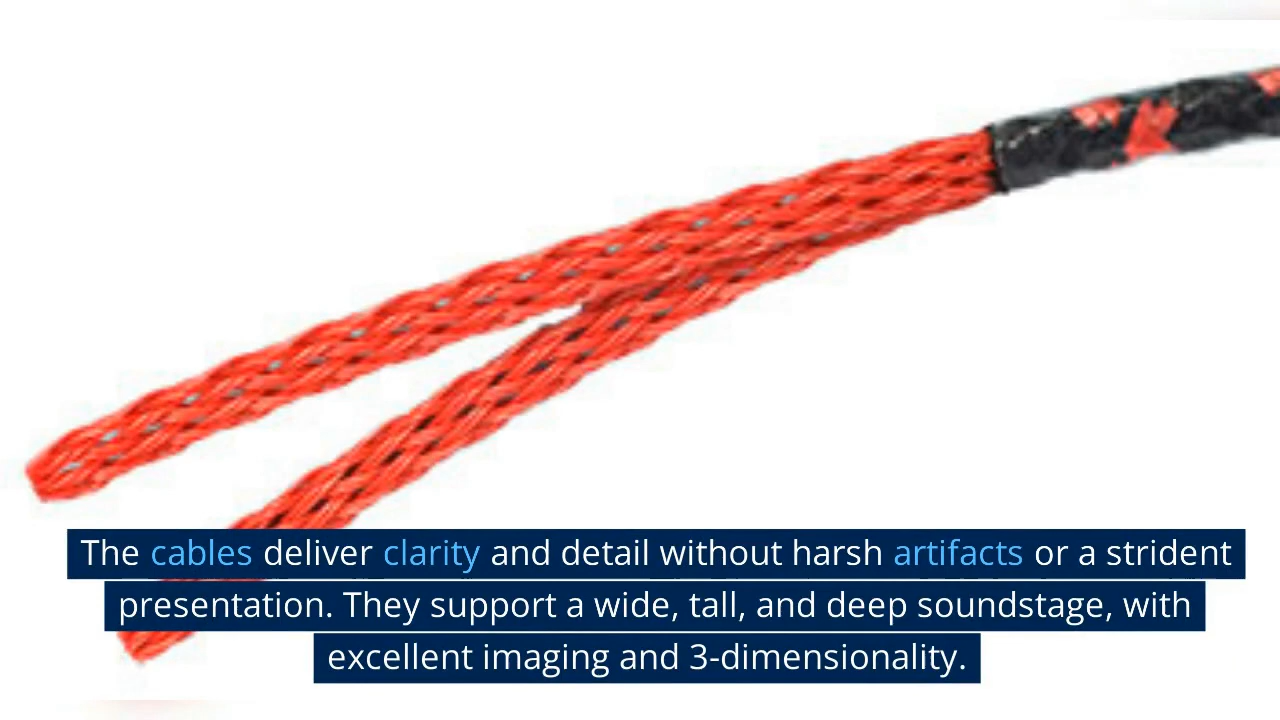 The cables deliver clarity and detail without harsh artifacts or a strident
presentation. They support a wide, tall, and deep soundstage, with
excellent imaging and 3-dimensionality.